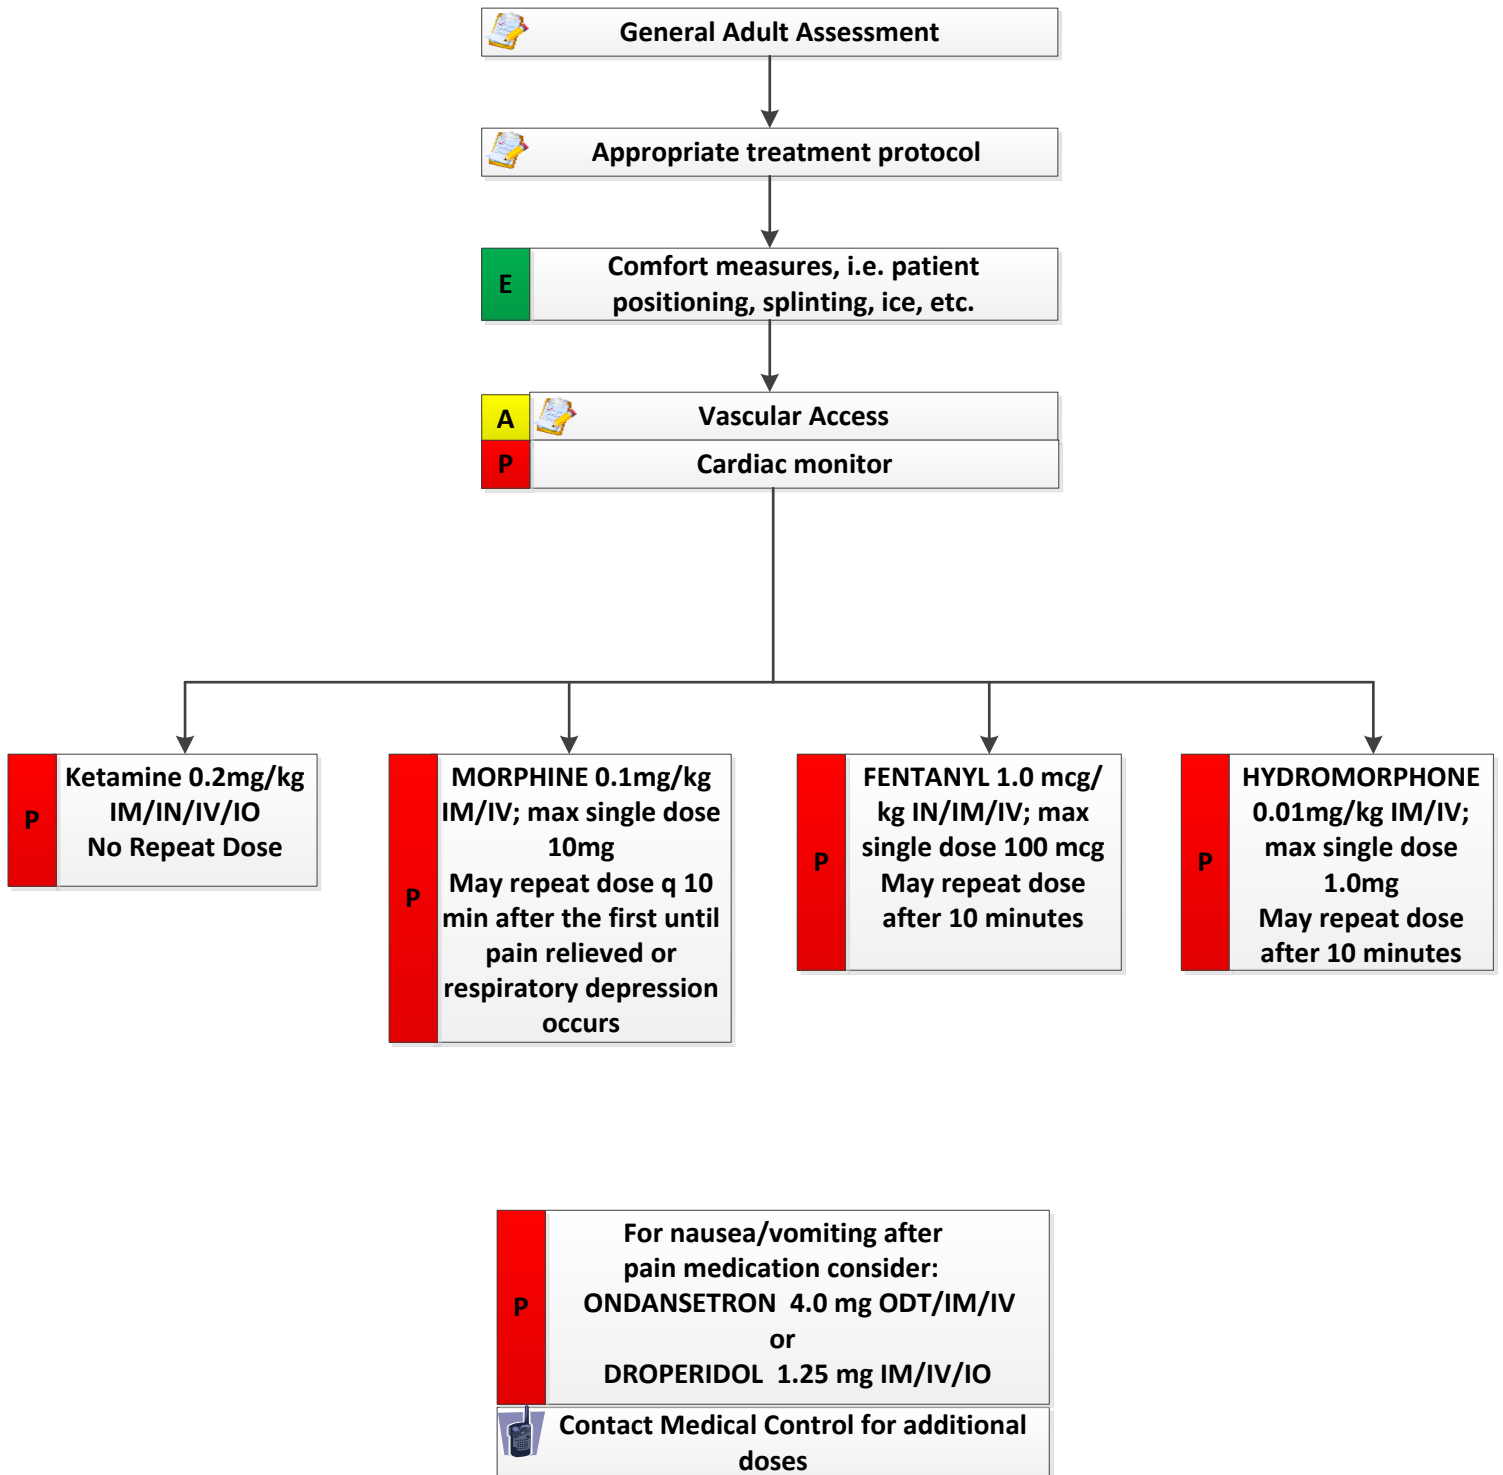 General Adult Assessment
Appropriate treatment protocol
E
Comfort measures, i.e. patient
positioning, splinting, ice, etc.
A
Vascular Access
P
Cardiac monitor
P
Ketamine 0.2mg/kg
IM/IN/IV/IO
No Repeat Dose
P
MORPHINE 0.1mg/kg
IM/IV; max single dose
10mg
May repeat dose q 10
min after the first until
pain relieved or
respiratory depression
occurs
P
FENTANYL 1.0 mcg/
kg IN/IM/IV; max
single dose 100 mcg
May repeat dose
after 10 minutes
P
HYDROMORPHONE
0.01mg/kg IM/IV;
max single dose
1.0mg
May repeat dose
after 10 minutes
P
For nausea/vomiting after
pain medication consider:
ONDANSETRON 4.0 mg ODT/IM/IV
or
DROPERIDOL 1.25 mg IM/IV/IO
Contact Medical Control for additional
doses